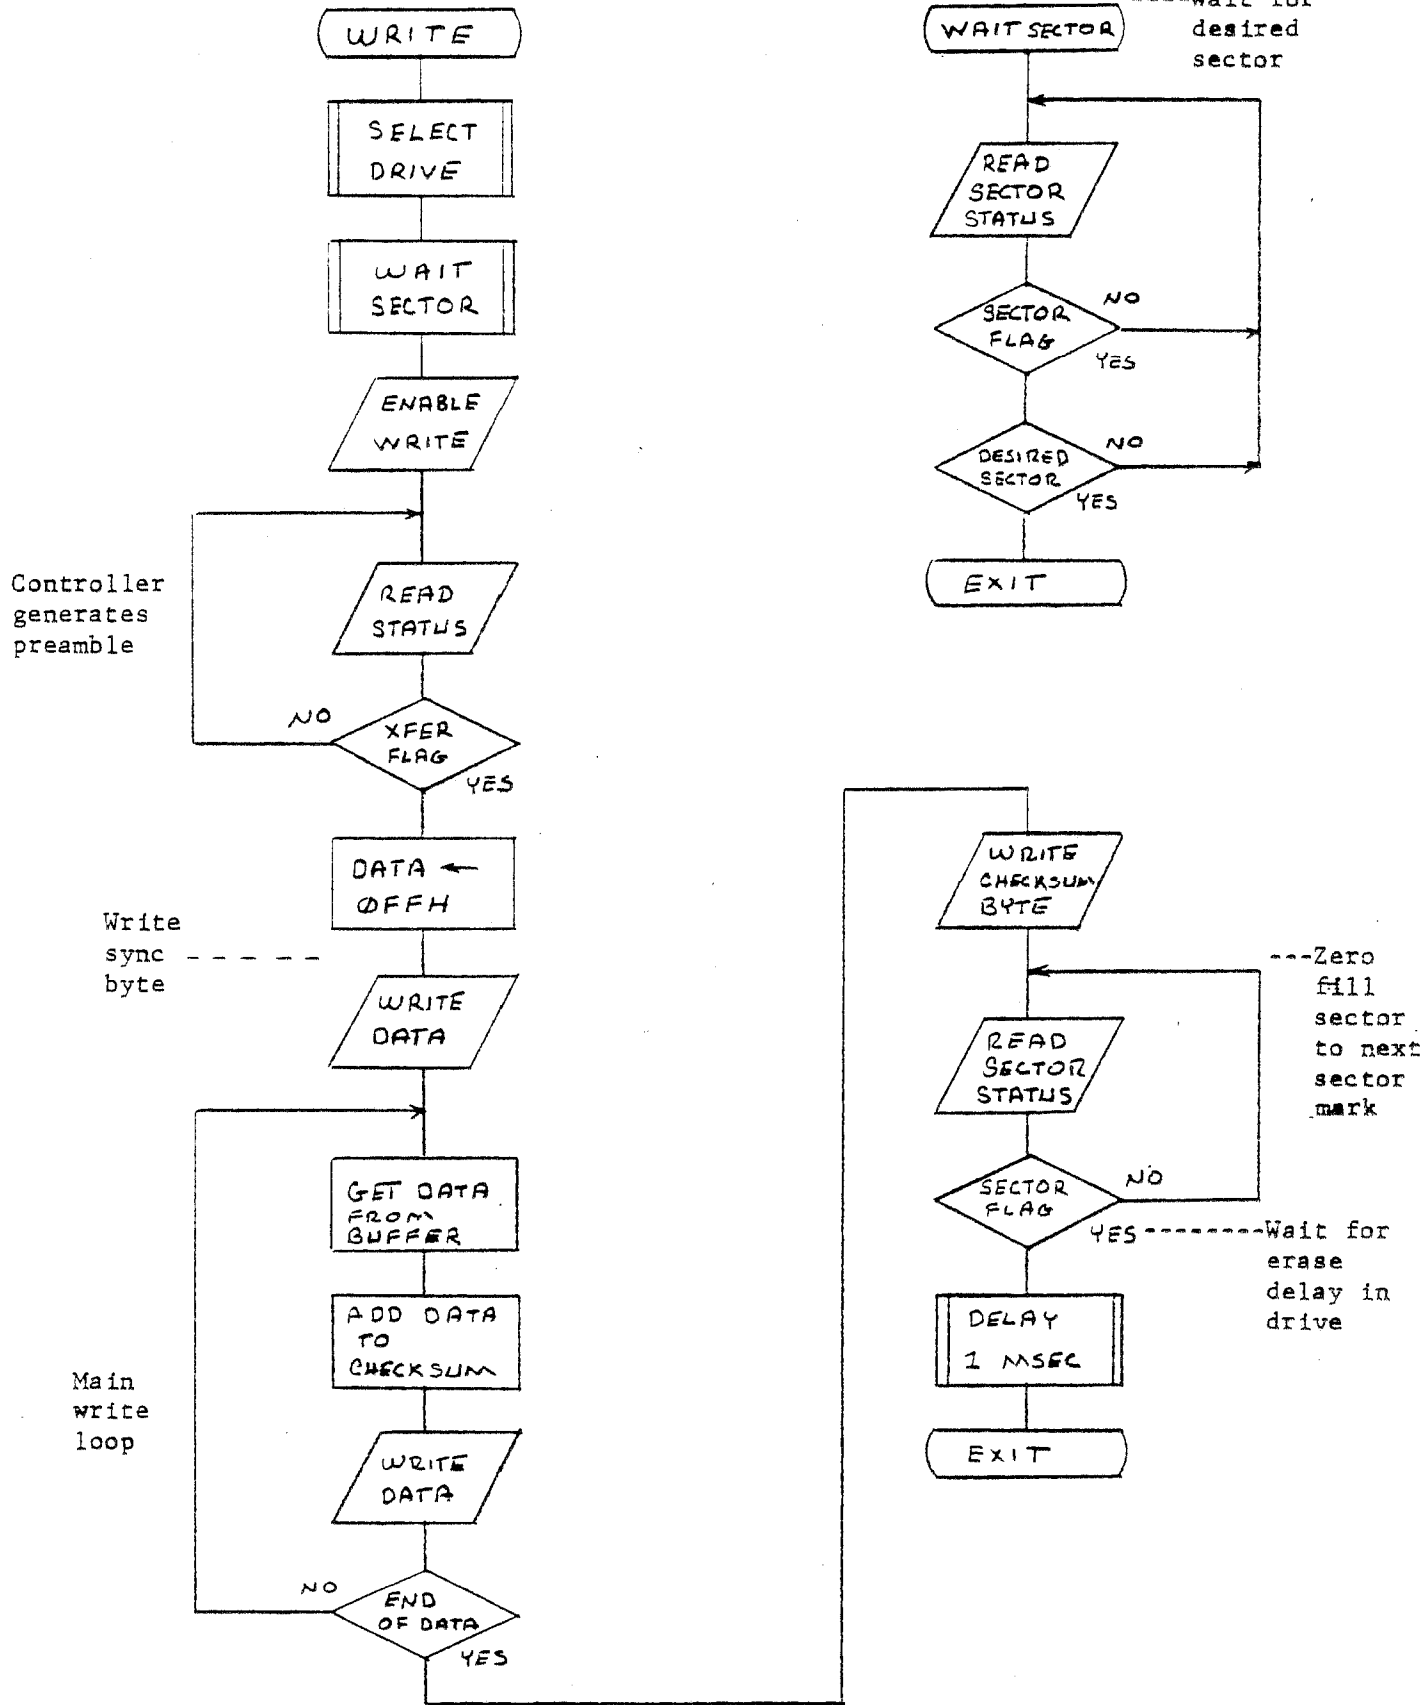 WRITE
SELECT
DRIVE
WAIT
SECTOR
ENABLE
WRITE
Controller
generates
preamble
READ
STATUS
NO
XFER
FLAG
YES
DATA ←
ØFFH
Write
sync
byte
WRITE
DATA
GET DATA
FROM
BUFFER
ADD DATA
TO
CHECKSUM
Main
write
loop
WRITE
DATA
NO
END
OF DATA
YES
----Wait for
desired
sector
WAIT SECTOR
READ
SECTOR
STATUS
SECTOR
FLAG
NO
YES
DESIRED
SECTOR
NO
YES
EXIT
WRITE
CHECKSUM
BYTE
---Zero
fill
sector
to next
sector
mark
READ
SECTOR
STATUS
SECTOR
FLAG
NO
YES --------Wait for
erase
delay in
drive
DELAY
1 MSEC
EXIT